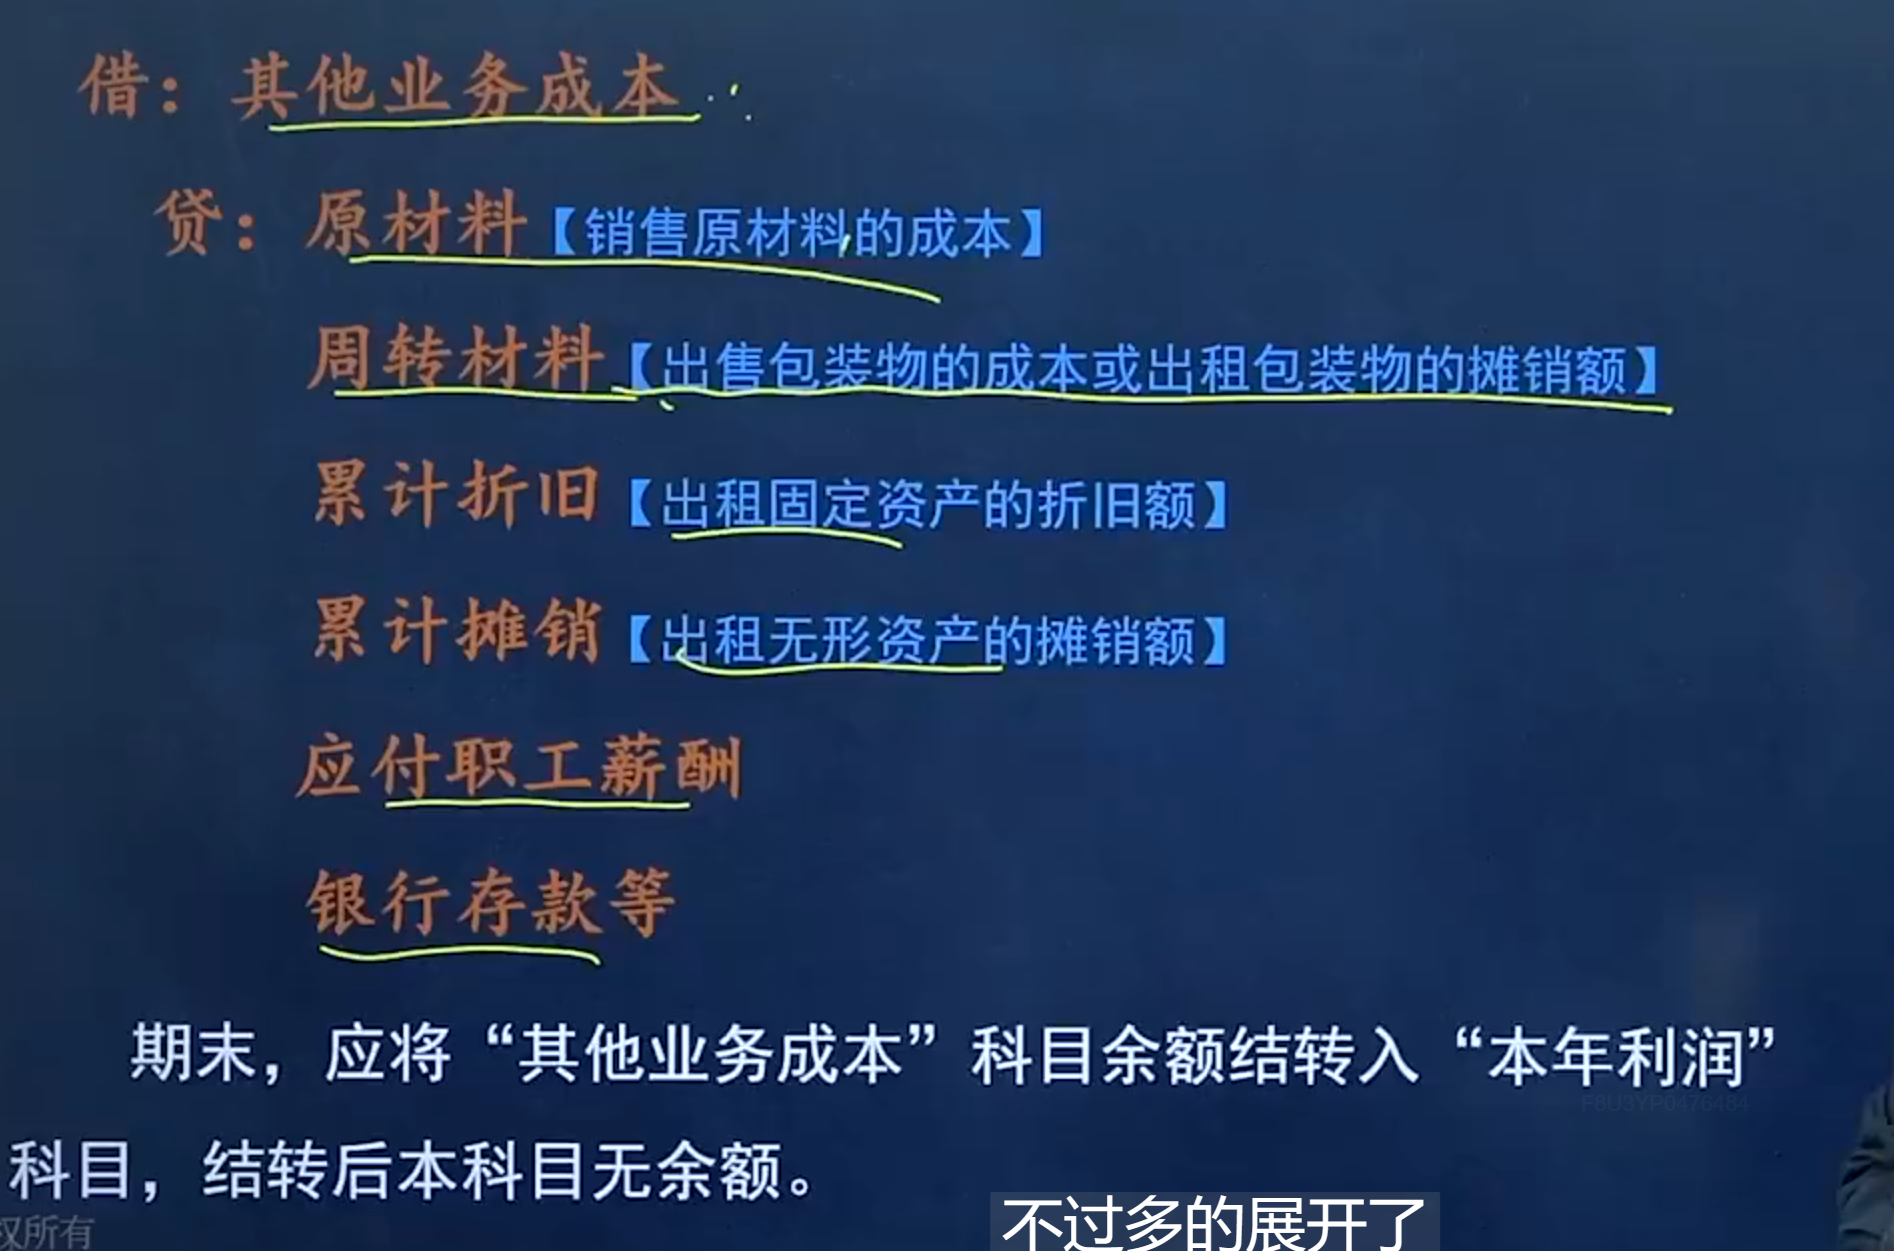 借：其他业务成本
贷：原材料【销售原材料的成本】
周转材料【出售包装物的成本或出租包装物的摊销额】
累计折旧【出租固定资产的折旧额】
累计摊销【出租无形资产的摊销额】
应付职工薪酬
银行存款等
期末，应将“其他业务成本”科目余额结转入“本年利润”
F8U3YP0476484
科目，结转后本科目无余额。
权所有
不过多的展开了